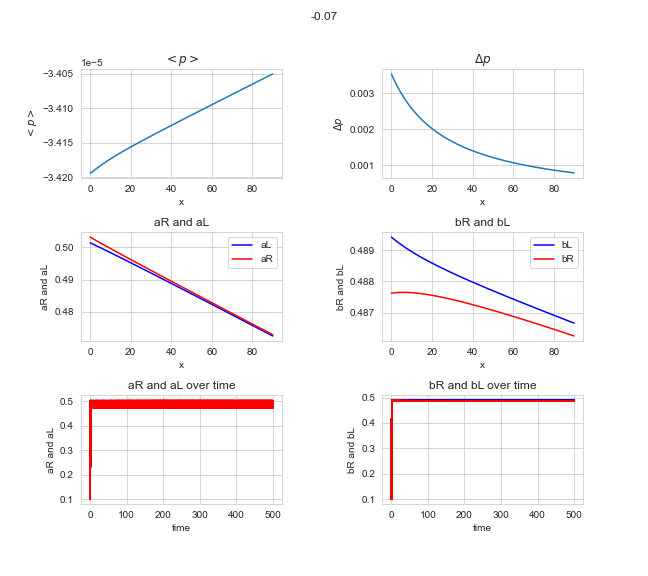 -0.07
< p >
1e−5
−3.405
−3.410
−3.415
−3.420
< p >
0 20 40 60 80
x
Δp
0.003
0.002
0.001
Δp
0 20 40 60 80
x
aR and aL
0.50
0.49
0.48
aR and aL
aL
aR
0 20 40 60 80
x
bR and bL
0.489
0.488
0.487
bR and bL
bL
bR
0 20 40 60 80
x
aR and aL over time
0.5
0.4
0.3
0.2
0.1
aR and aL
0 100 200 300 400 500
time
bR and bL over time
0.5
0.4
0.3
0.2
0.1
bR and bL
0 100 200 300 400 500
time